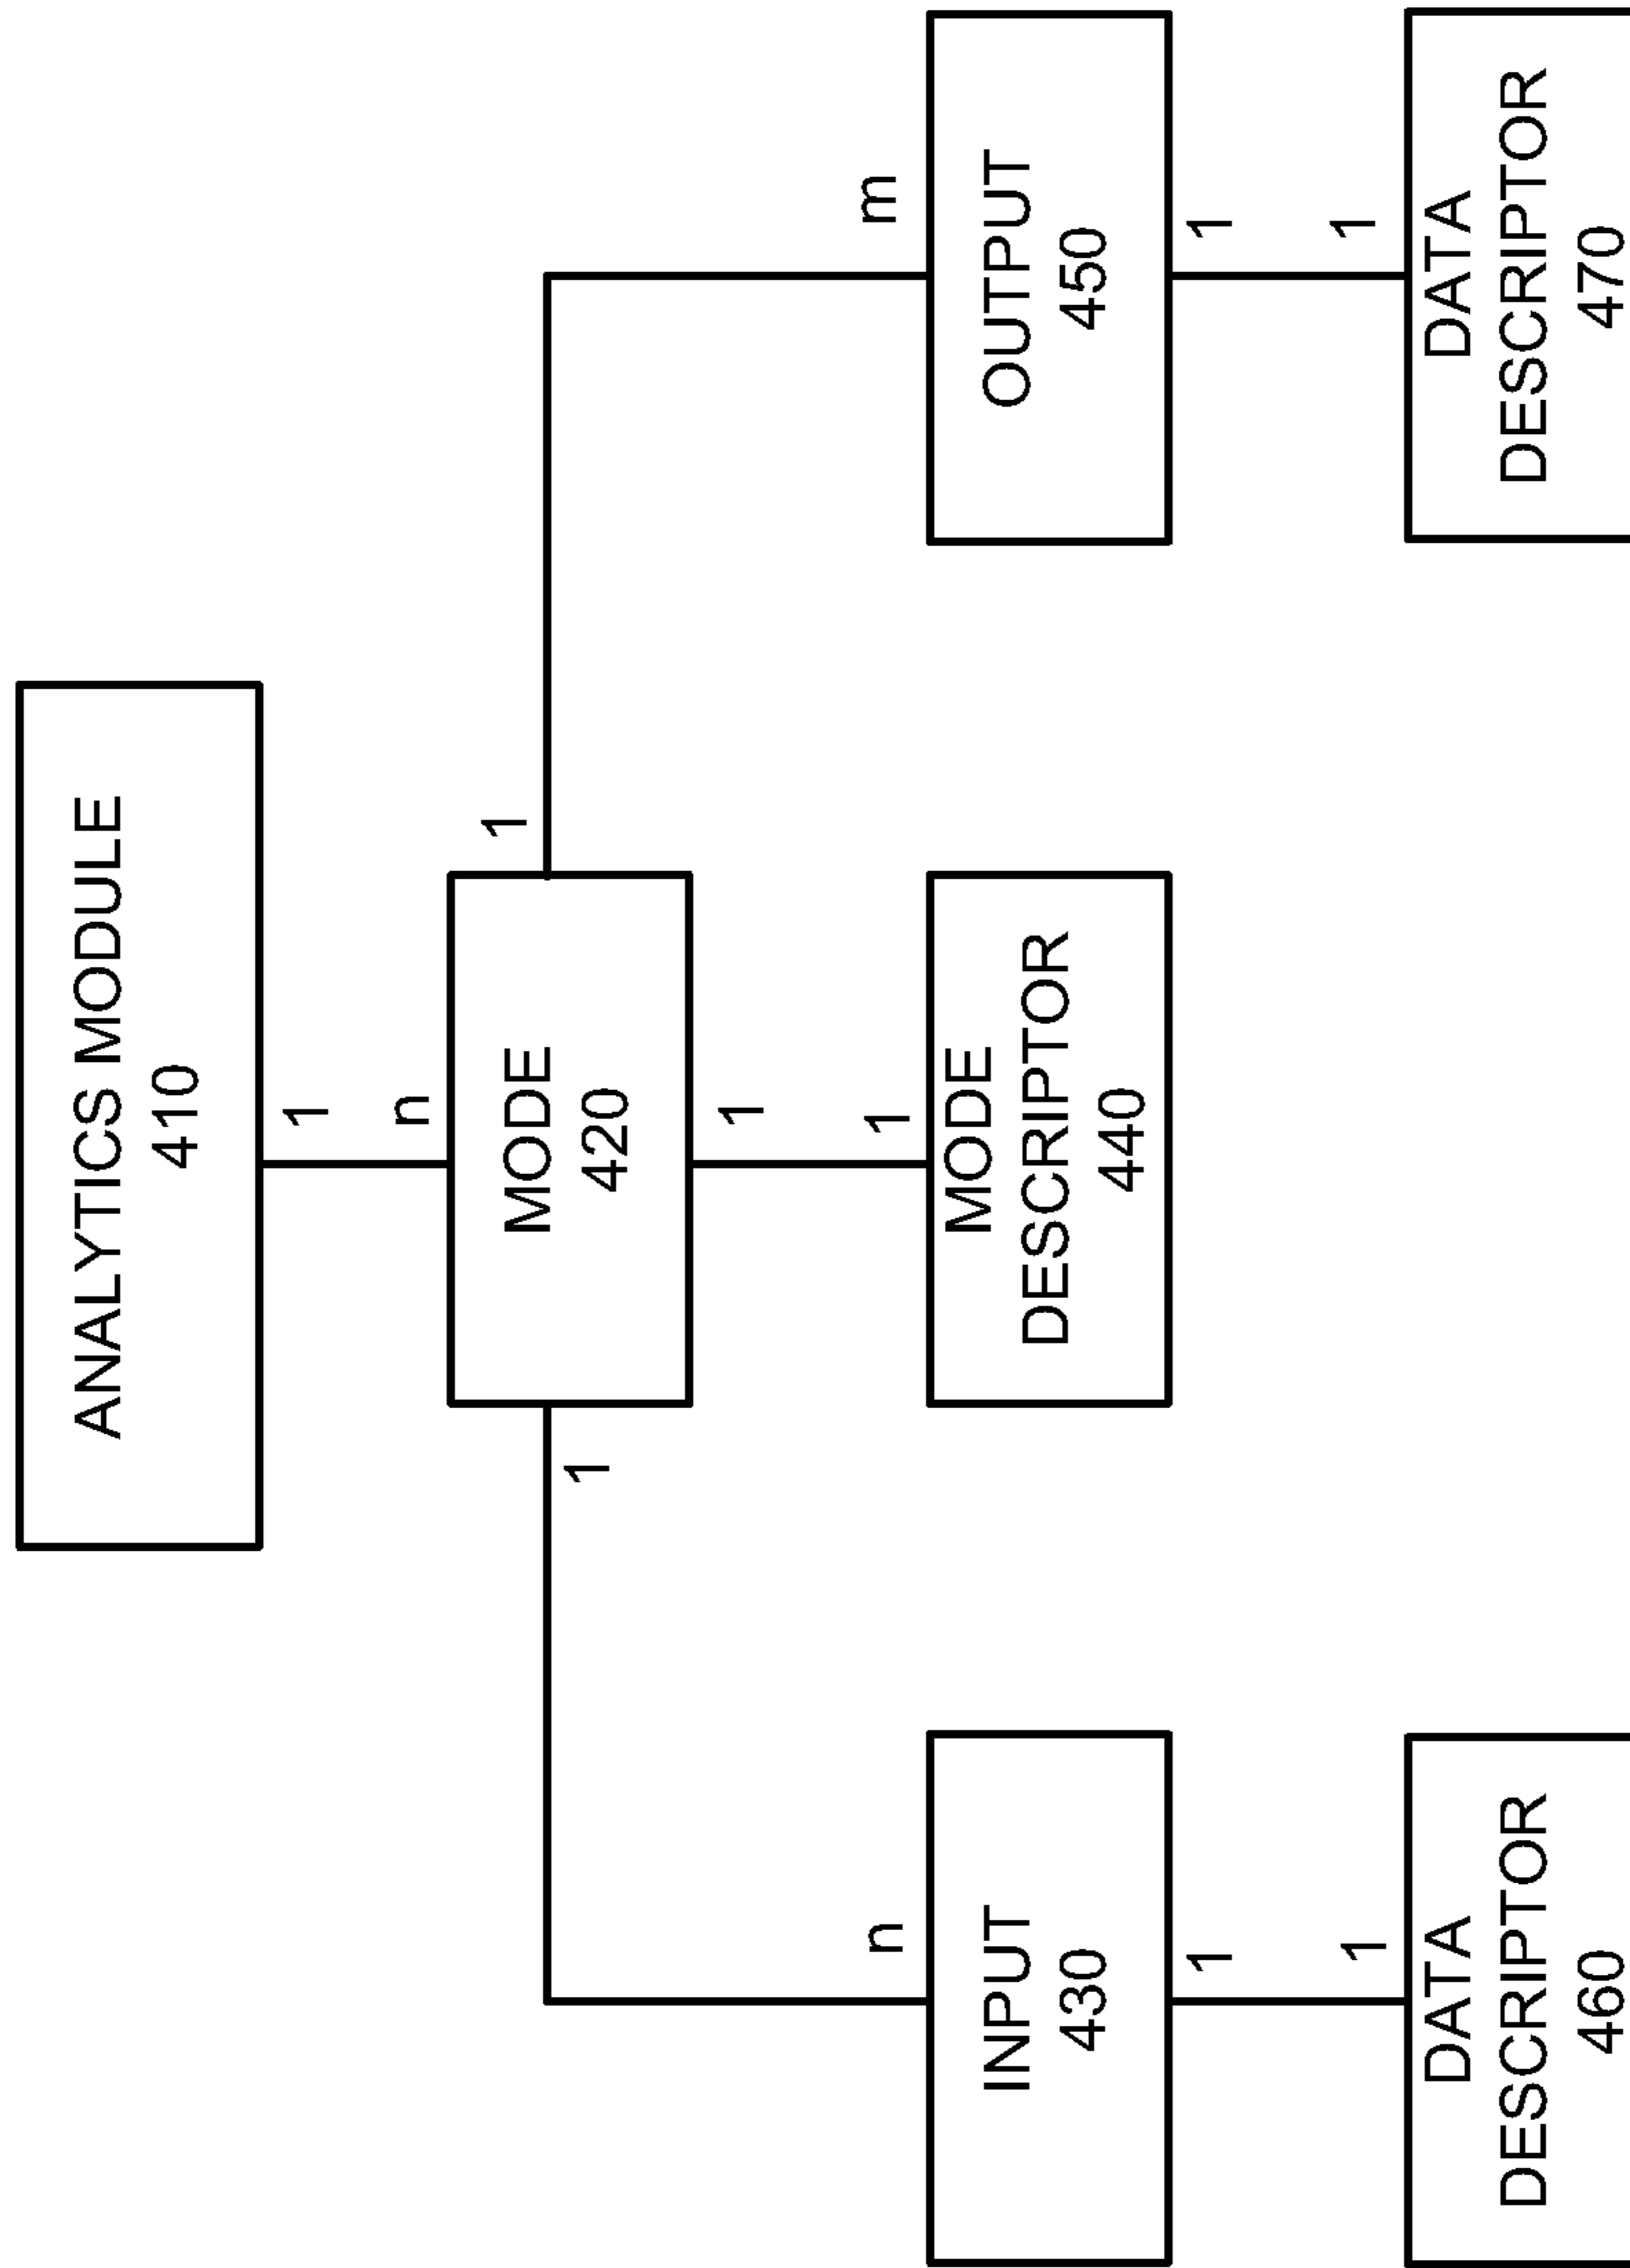 ANALYTICS MODULE
410
1
n
MODE
420
1
1
1
1
n
m
INPUT
430
MODE
DESCRIPTOR
440
OUTPUT
450
1
1
1
1
DATA
DESCRIPTOR
460
DATA
DESCRIPTOR
470